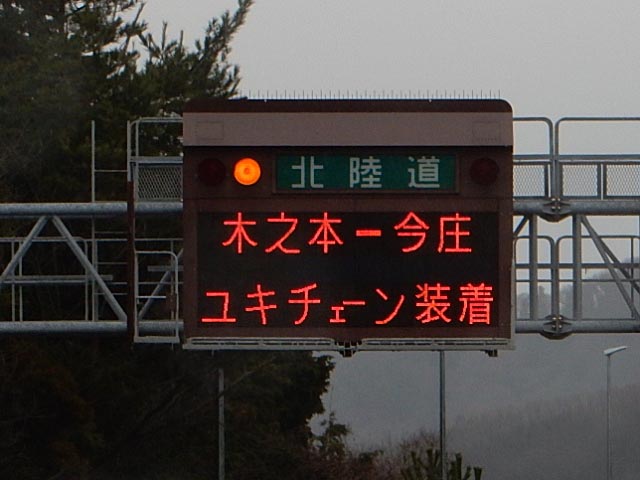 北陸道
木之本ー今庄
ユキチェーン装着